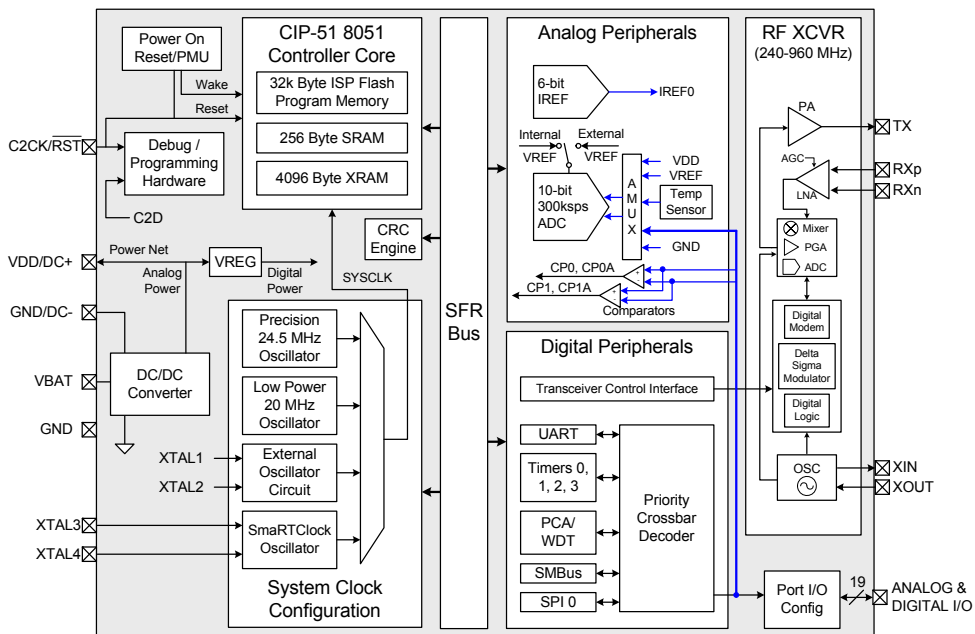 Power On
Reset/PMU
Wake
Reset
C2CK/RST
Debug /
Programming
Hardware
C2D
VDD/DC+
Power Net
Analog
Power
VREG
Digital
Power
GND/DC-
VBAT
DC/DC
Converter
GND
XTAL1
XTAL2
XTAL3
XTAL4
CIP-51 8051
Controller Core
32k Byte ISP Flash
Program Memory
256 Byte SRAM
4096 Byte XRAM
CRC
Engine
SYSCLK
Precision
24.5 MHz
Oscillator
Low Power
20 MHz
Oscillator
External
Oscillator
Circuit
SmaRTClock
Oscillator
System Clock
Configuration
SFR
Bus
Analog Peripherals
6-bit
IREF
IREF0
Internal
VREF
External
VREF
10-bit
300ksps
ADC
A
M
U
X
VDD
VREF
Temp
Sensor
GND
CP0, CP0A
+
-
CP1, CP1A
+
-
Comparators
Digital Peripherals
Transceiver Control Interface
UART
Timers 0,
1, 2, 3
PCA/
WDT
SMBus
SPI 0
Priority
Crossbar
Decoder
RF XCVR
(240-960 MHz)
PA
AGC
LNA
Mixer
PGA
ADC
Digital
Modem
Delta
Sigma
Modulator
Digital
Logic
OSC
TX
RXp
RXn
XIN
XOUT
Port I/O
Config
19
ANALOG &
DIGITAL I/O